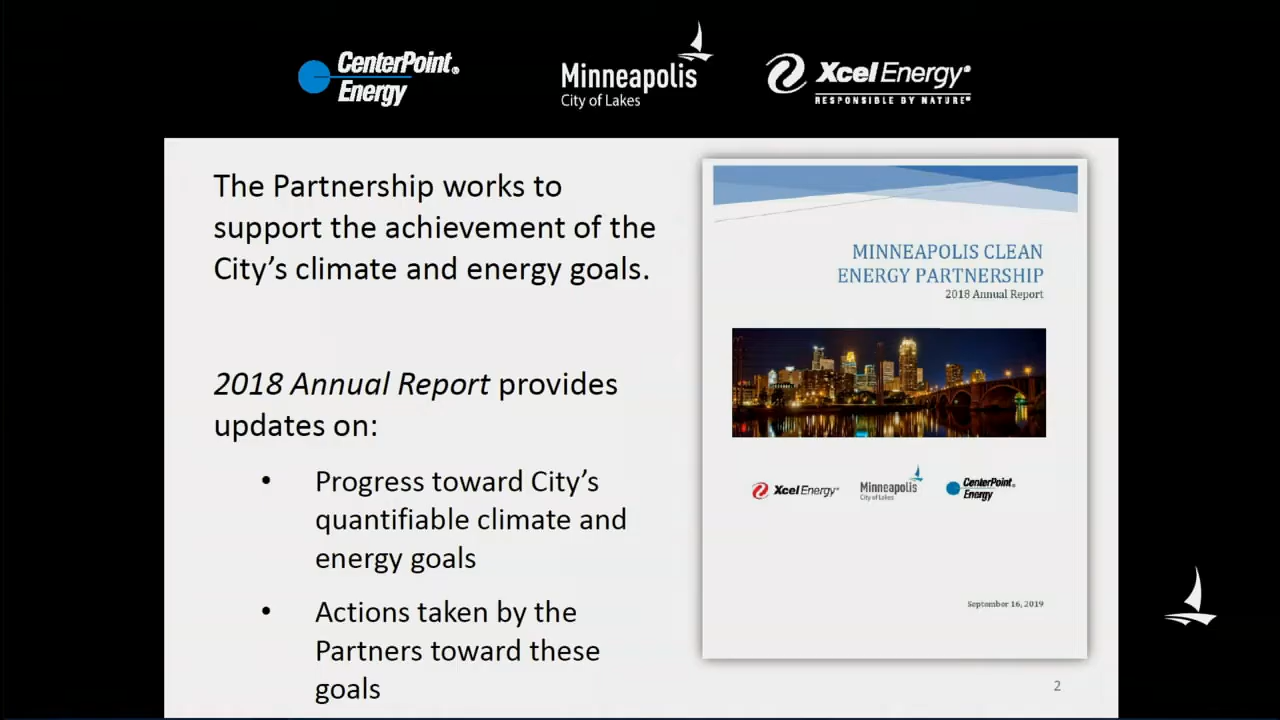 CenterPoint®
Energy
Minneapolis
City of Lakes
Xcel Energy®
RESPONSIBLE BY NATURE®
The Partnership works to
support the achievement of the
City’s climate and energy goals.
2018 Annual Report provides
updates on:
• Progress toward City’s
quantifiable climate and
energy goals
• Actions taken by the
Partners toward these
goals
MINNEAPOLIS CLEAN
ENERGY PARTNERSHIP
2018 Annual Report
Xcel Energy™
Minneapolis
City of Lakes
CenterPoint®
Energy
September 16, 2019
2